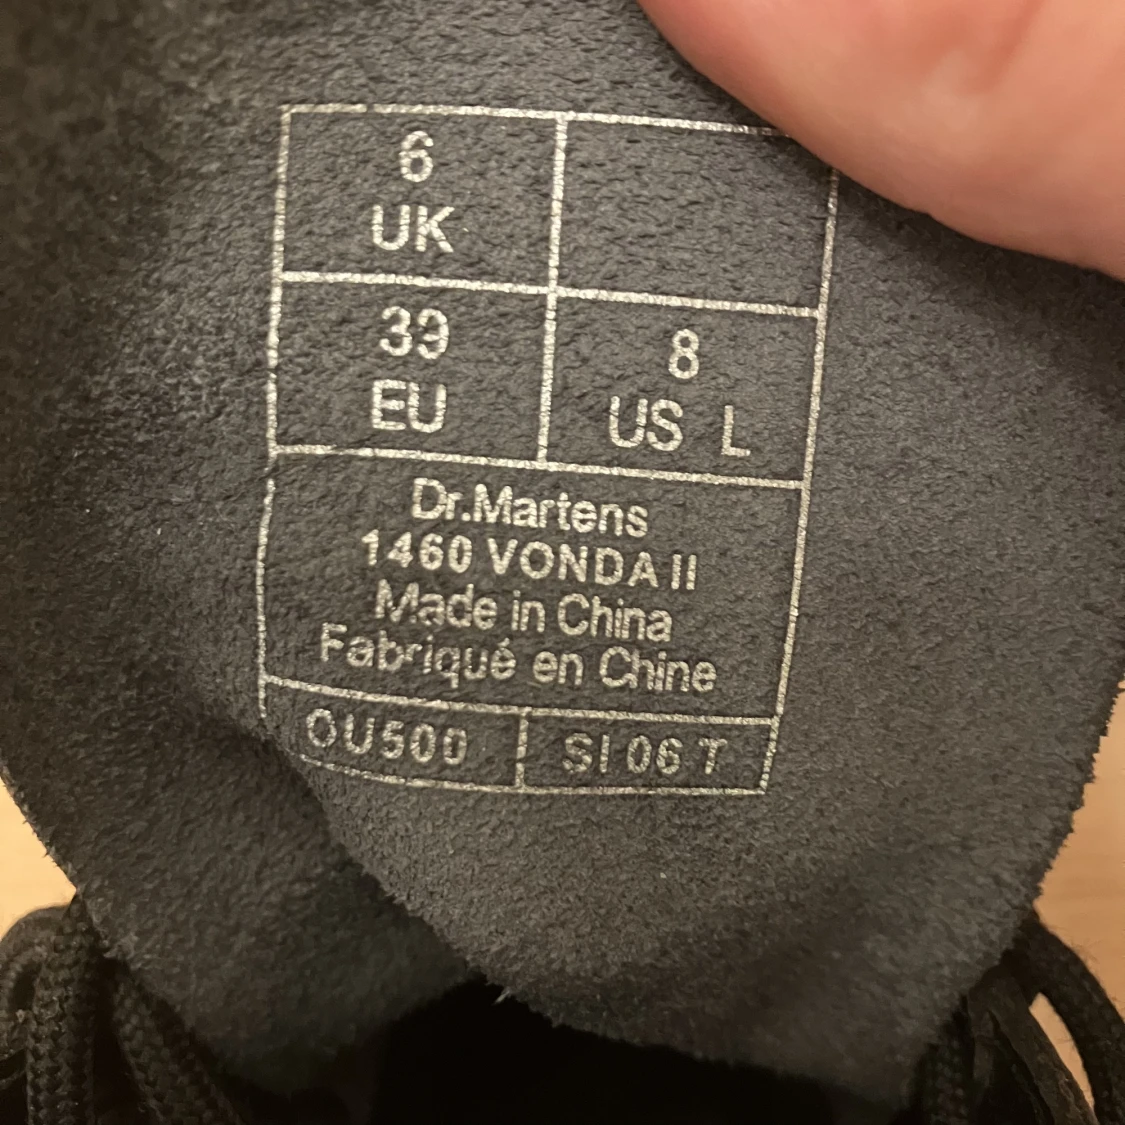 6
UK
39
EU
8
US L
Dr.Martens
1460 VONDA II
Made in China
Fabriqué en Chine
OU500
SI 06 T